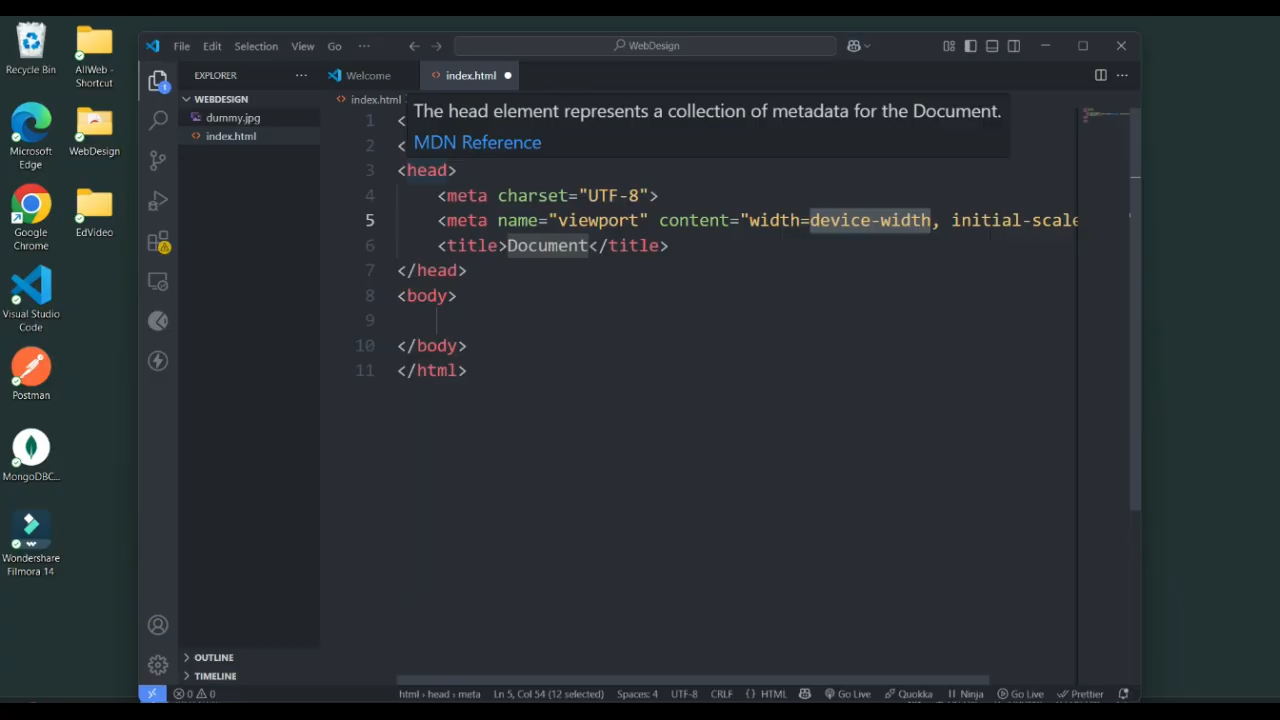 Recycle Bin
AllWeb -
Shortcut
Microsoft
Edge
WebDesign
Google
Chrome
EdVideo
Visual Studio
Code
Postman
MongoDBC...
Wondershare
Filmora 14
File Edit Selection View Go ···
WebDesign
EXPLORER ···
Welcome
index.html
WEBDESIGN
dummy.jpg
index.html
index.html
The head element represents a collection of metadata for the Document.
MDN Reference
1 <
2 <
3 <head>
4 <meta charset="UTF-8">
5 <meta name="viewport" content="width=device-width, initial-scale
6 <title>Document</title>
7 </head>
8 <body>
9
10 </body>
11 </html>
OUTLINE
TIMELINE
0 0 html › head › meta Ln 5, Col 54 (12 selected) Spaces: 4 UTF-8 CRLF {} HTML Go Live Quokka Ninja Go Live Prettier